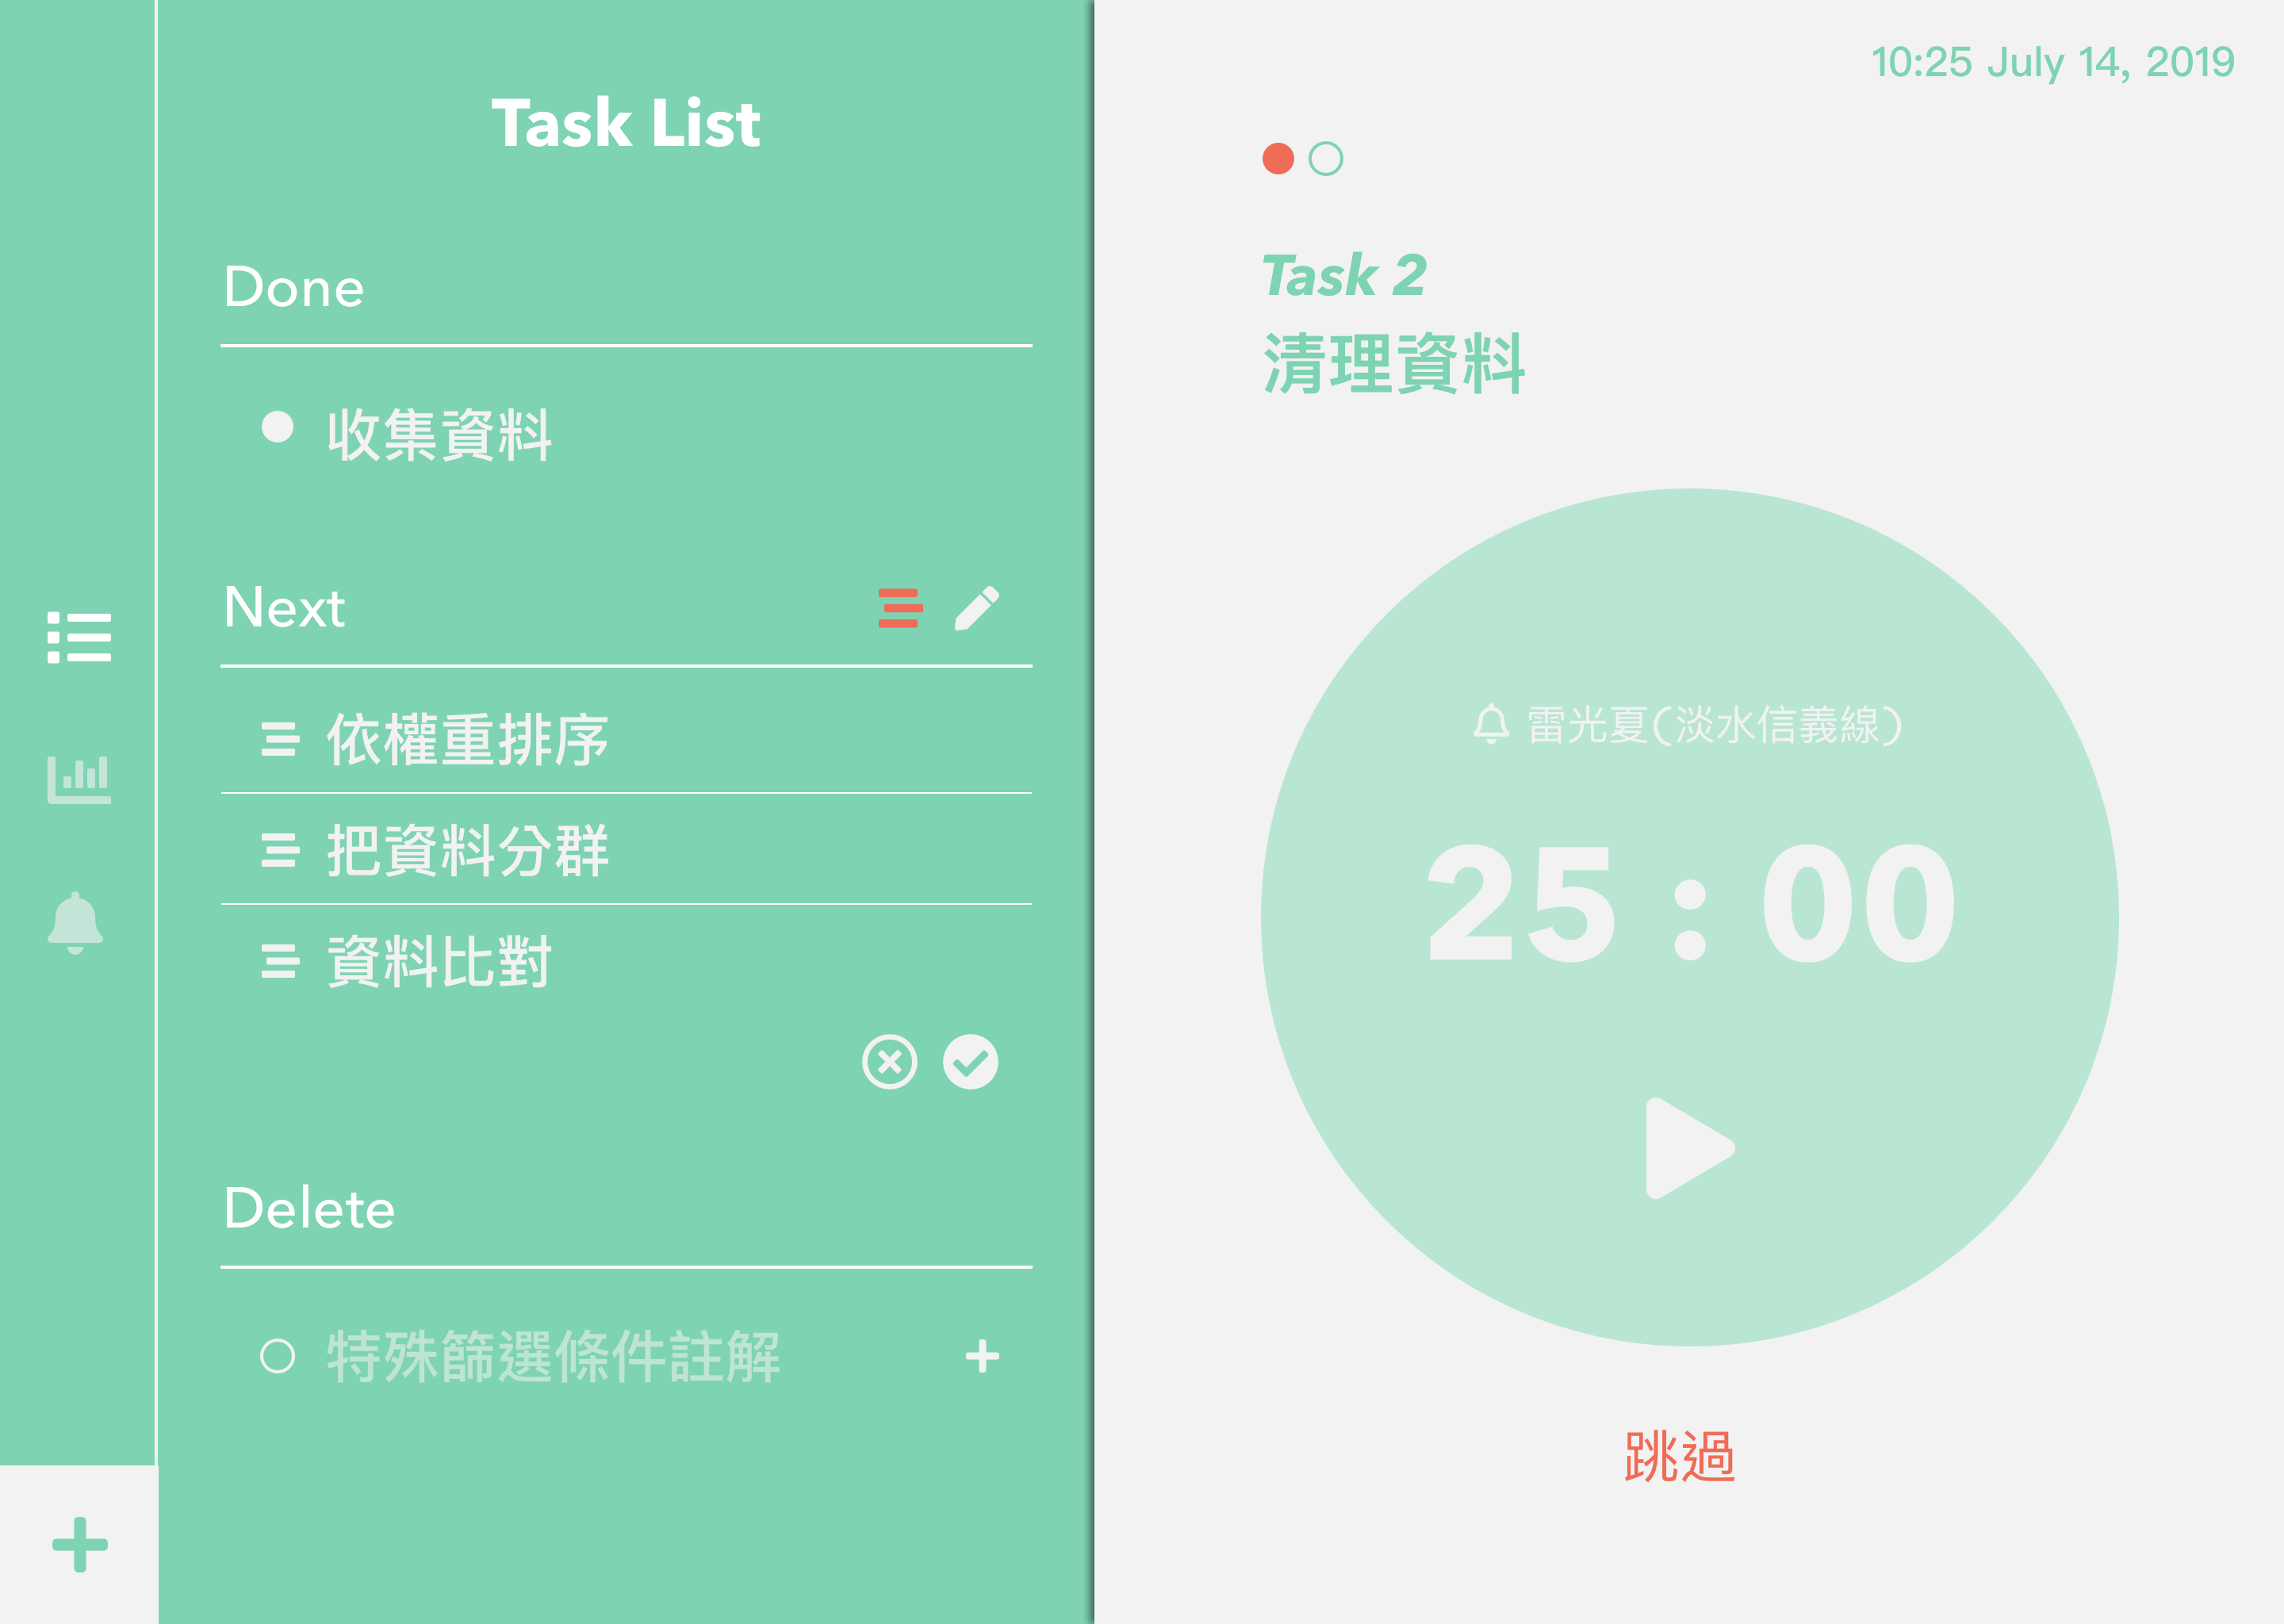 Task List
Done
收集資料
Next
依權重排序
把資料分群
資料比對
Delete
特殊篩選條件註解
10:25 July 14, 2019
Task 2
清理資料
雷光夏(淡水信義線)
25 : 00
跳過